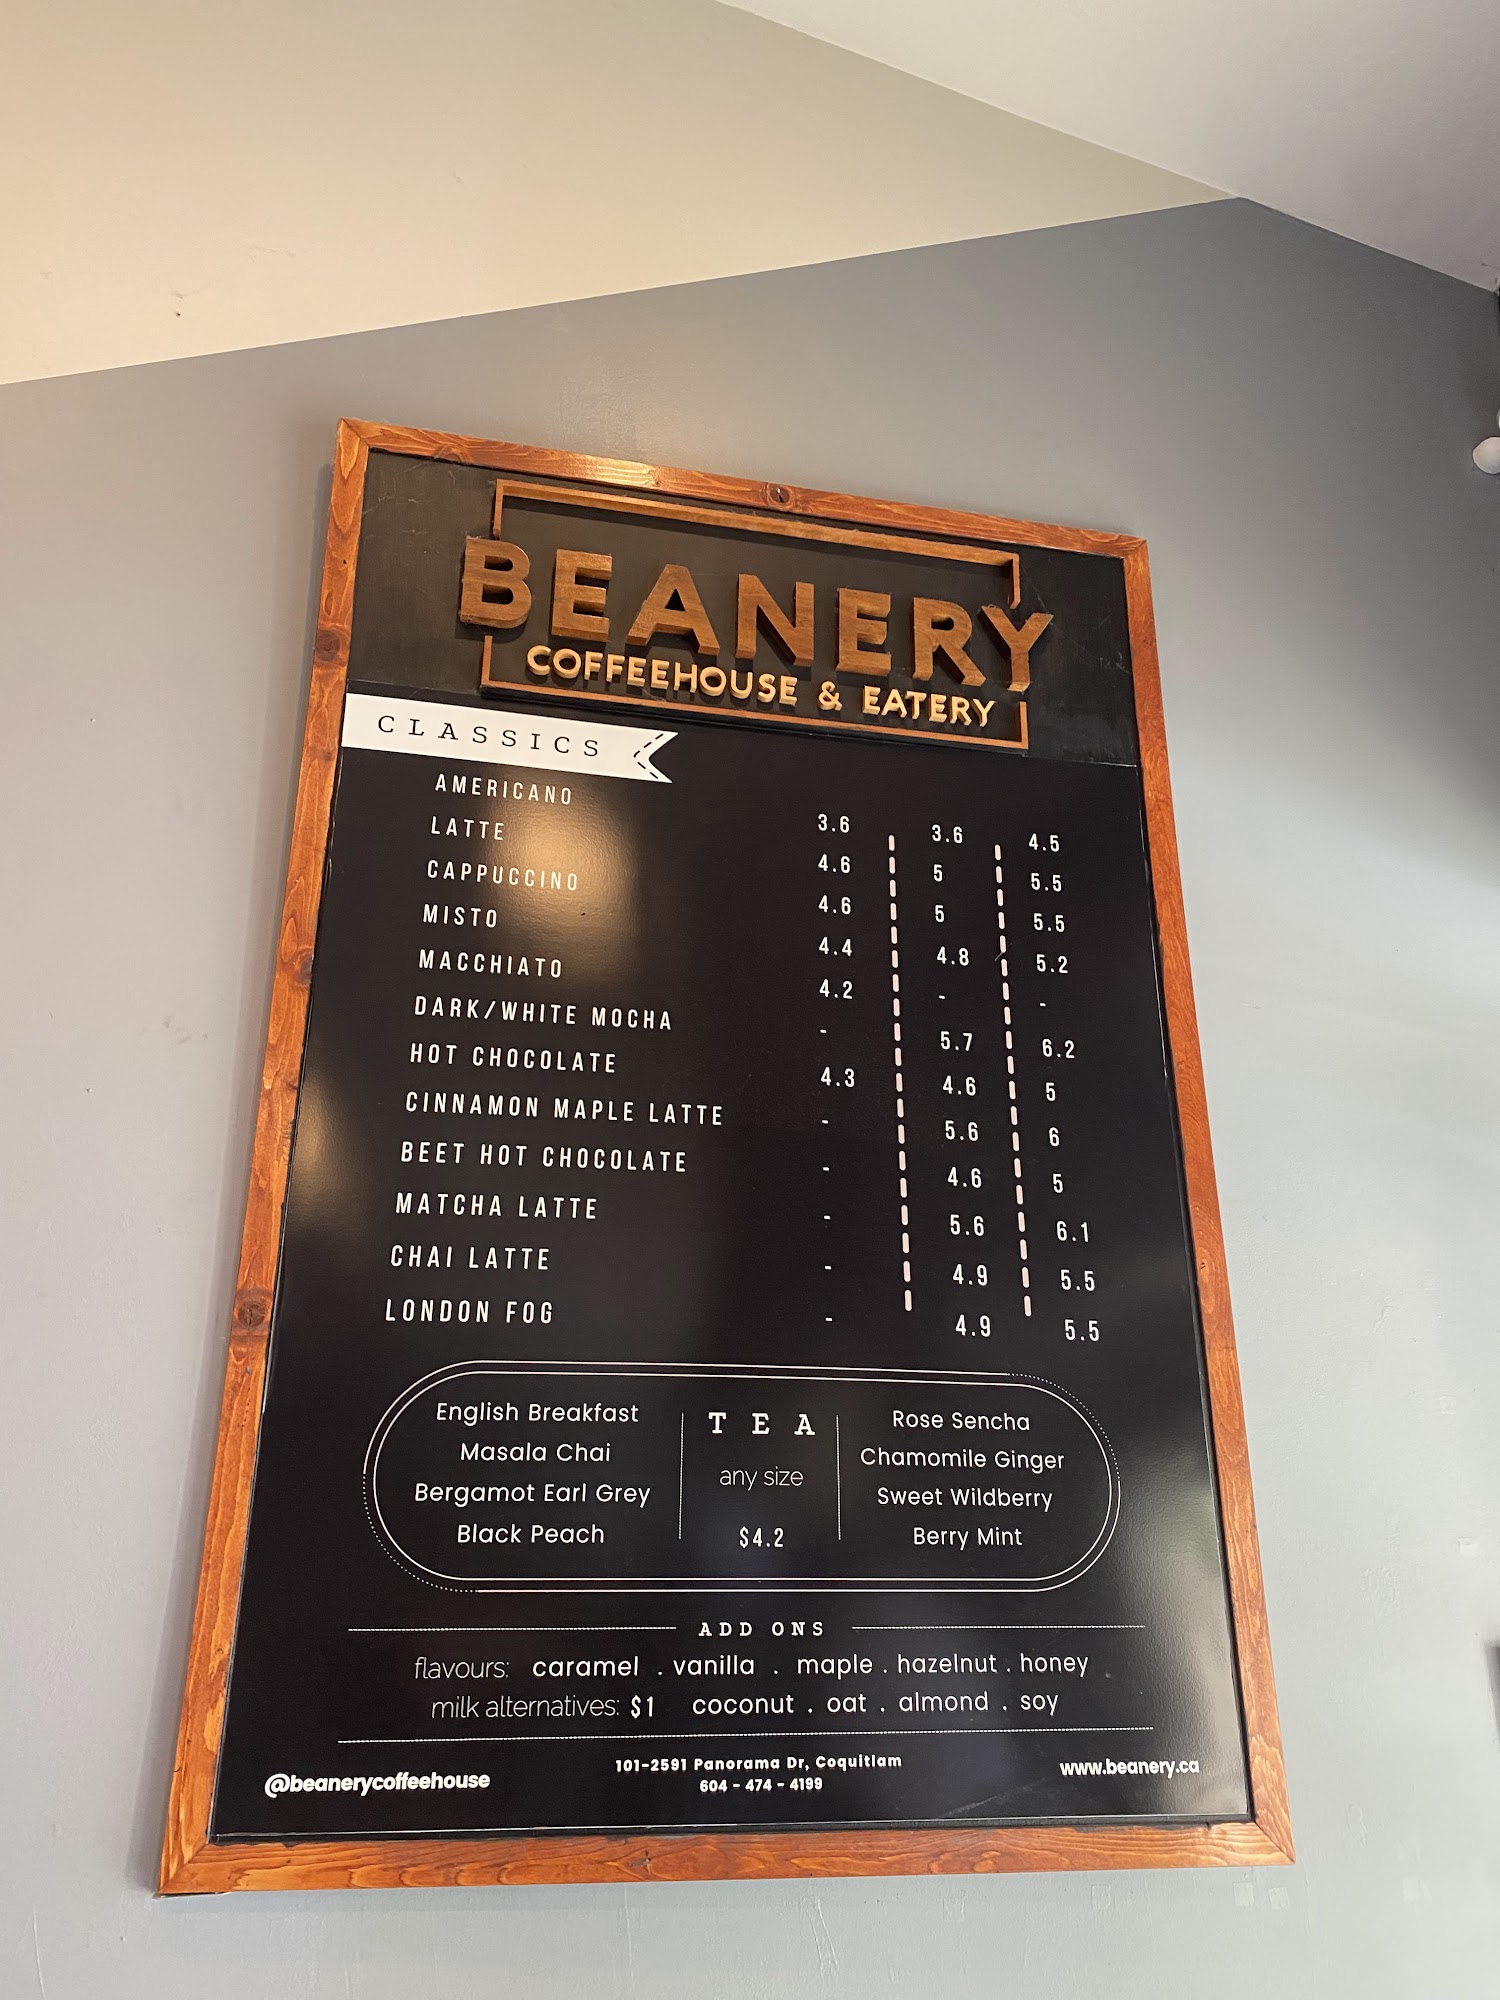 BEANERY
COFFEEHOUSE & EATERY
CLASSICS
AMERICANO 3.6 3.6 4.5
LATTE 4.6 5 5.5
CAPPUCCINO 4.6 5 5.5
MISTO 4.4 4.8 5.2
MACCHIATO 4.2 - -
DARK/WHITE MOCHA - 5.7 6.2
HOT CHOCOLATE 4.3 4.6 5
CINNAMON MAPLE LATTE - 5.6 6
BEET HOT CHOCOLATE - 4.6 5
MATCHA LATTE - 5.6 6.1
CHAI LATTE - 4.9 5.5
LONDON FOG - 4.9 5.5
English Breakfast
Masala Chai
Bergamot Earl Grey
Black Peach
TEA
any size
$4.2
Rose Sencha
Chamomile Ginger
Sweet Wildberry
Berry Mint
ADD ONS
flavours: caramel . vanilla . maple . hazelnut . honey
milk alternatives: $1 coconut . oat . almond . soy
@beanerycoffeehouse
101-2591 Panorama Dr, Coquitlam
604 - 474 - 4199
www.beanery.ca